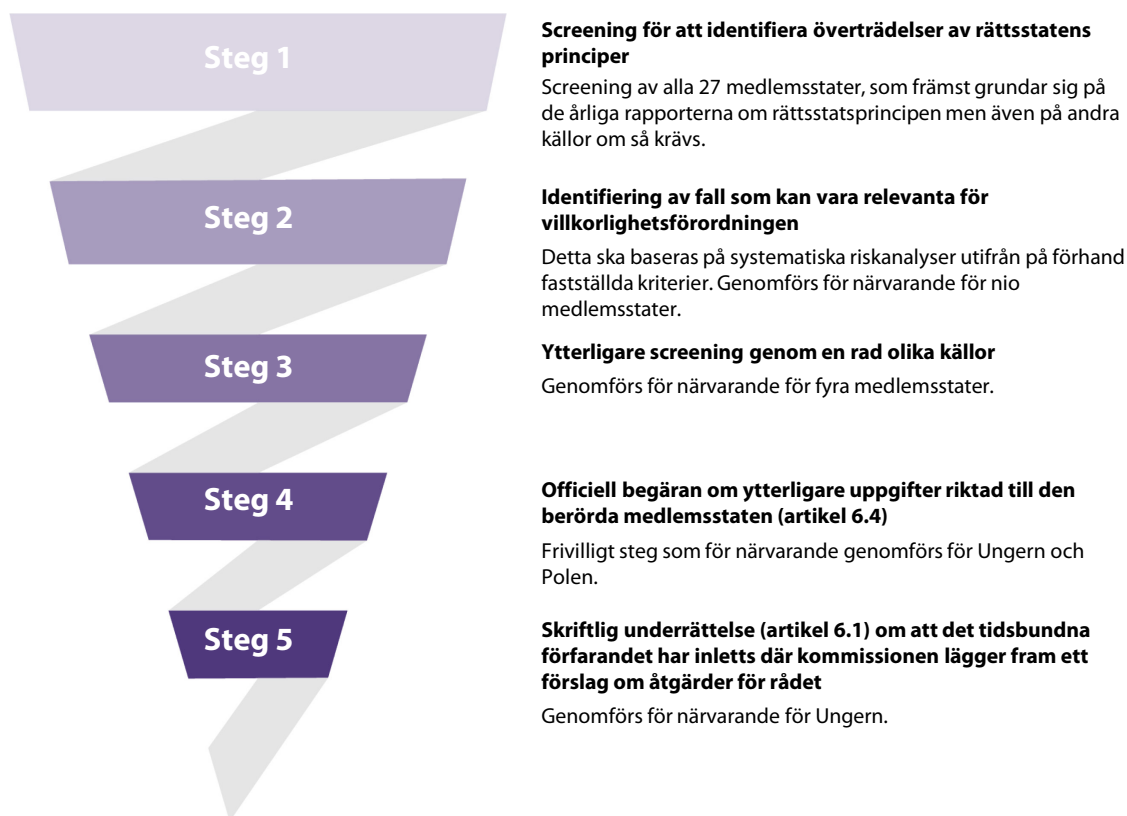 Steg 1
Screening för att identifiera överträdelser av rättsstatens
principer
Screening av alla 27 medlemsstater, som främst grundar sig på
de årliga rapporterna om rättsstatsprincipen men även på andra
källor om så krävs.
Steg 2
Identifiering av fall som kan vara relevanta för
villkorlighetsförordningen
Detta ska baseras på systematiska riskanalyser utifrån på förhand
fastställda kriterier. Genomförs för närvarande för nio
medlemsstater.
Steg 3
Ytterligare screening genom en rad olika källor
Genomförs för närvarande för fyra medlemsstater.
Steg 4
Officiell begäran om ytterligare uppgifter riktad till den
berörda medlemsstaten (artikel 6.4)
Frivilligt steg som för närvarande genomförs för Ungern och
Polen.
Steg 5
Skriftlig underrättelse (artikel 6.1) om att det tidsbundna
förfarandet har inletts där kommissionen lägger fram ett
förslag om åtgärder för rådet
Genomförs för närvarande för Ungern.